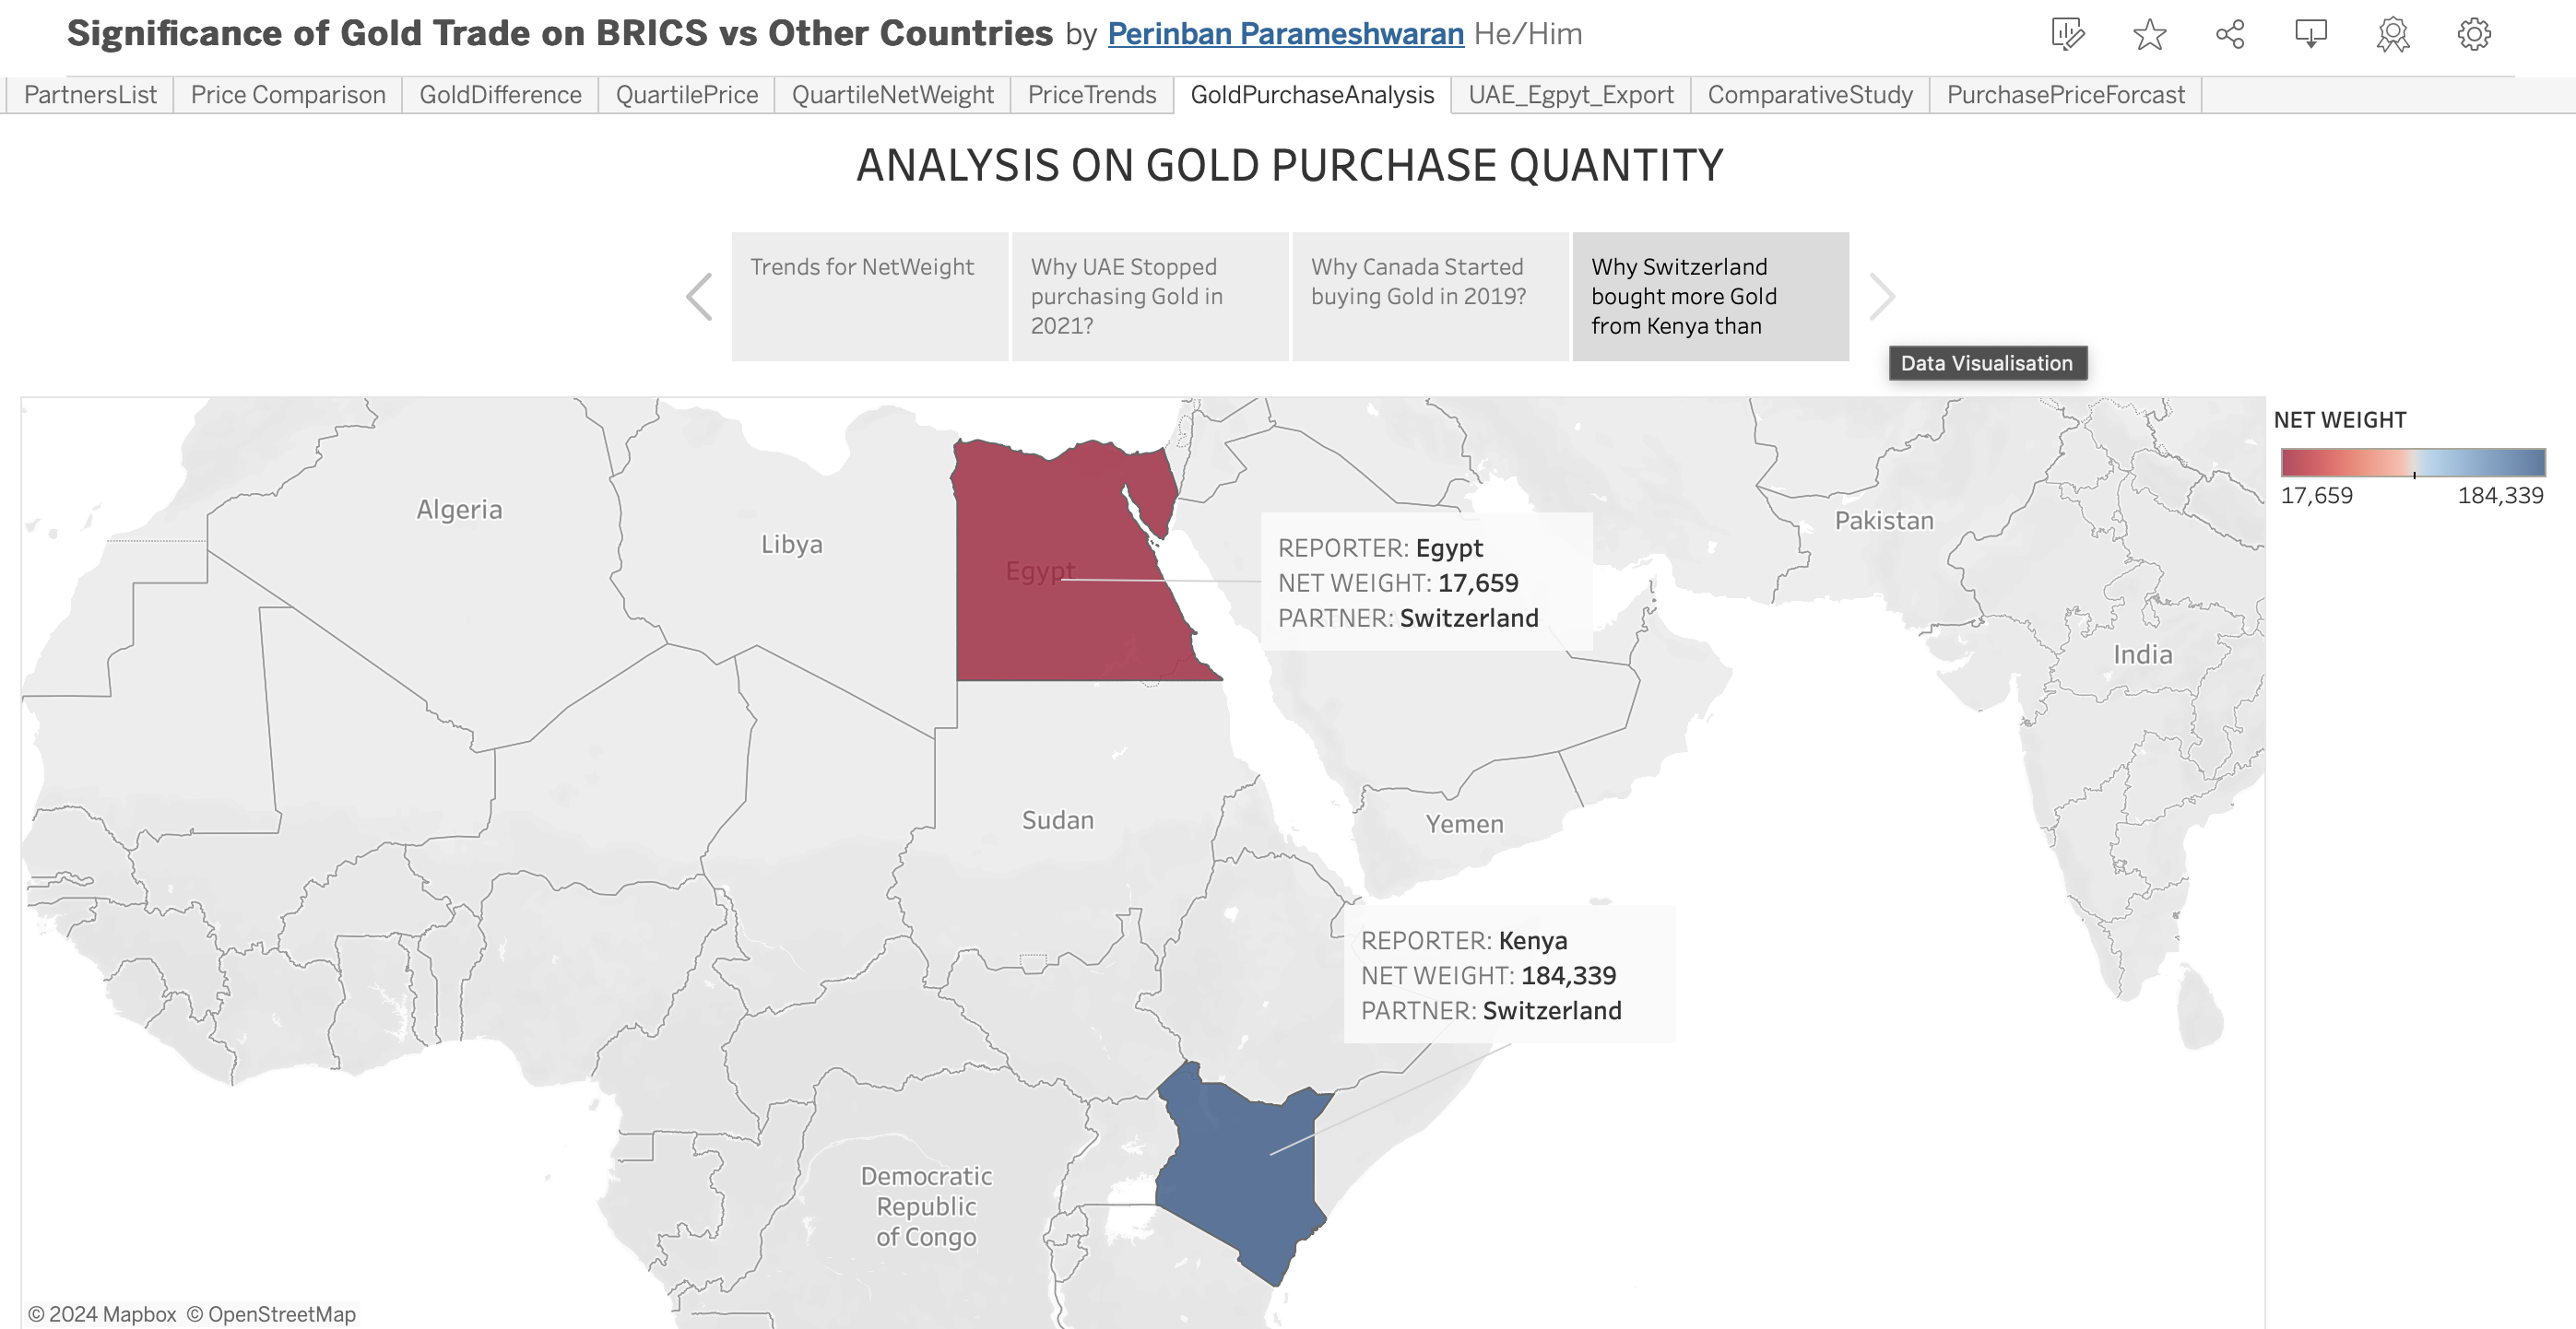 Significance of Gold Trade on BRICS vs Other Countries by Perinban Parameshwaran He/Him
PartnersList Price Comparison GoldDifference QuartilePrice QuartileNetWeight PriceTrends GoldPurchaseAnalysis UAE_Egpyt_Export ComparativeStudy PurchasePriceForcast
ANALYSIS ON GOLD PURCHASE QUANTITY
Trends for NetWeight
Why UAE Stopped
purchasing Gold in
2021?
Why Canada Started
buying Gold in 2019?
Why Switzerland
bought more Gold
from Kenya than
Data Visualisation
NET WEIGHT
17,659 184,339
Algeria
Libya
Egypt
REPORTER: Egypt
NET WEIGHT: 17,659
PARTNER: Switzerland
Pakistan
India
Sudan
Yemen
REPORTER: Kenya
NET WEIGHT: 184,339
PARTNER: Switzerland
Democratic
Republic
of Congo
© 2024 Mapbox © OpenStreetMap